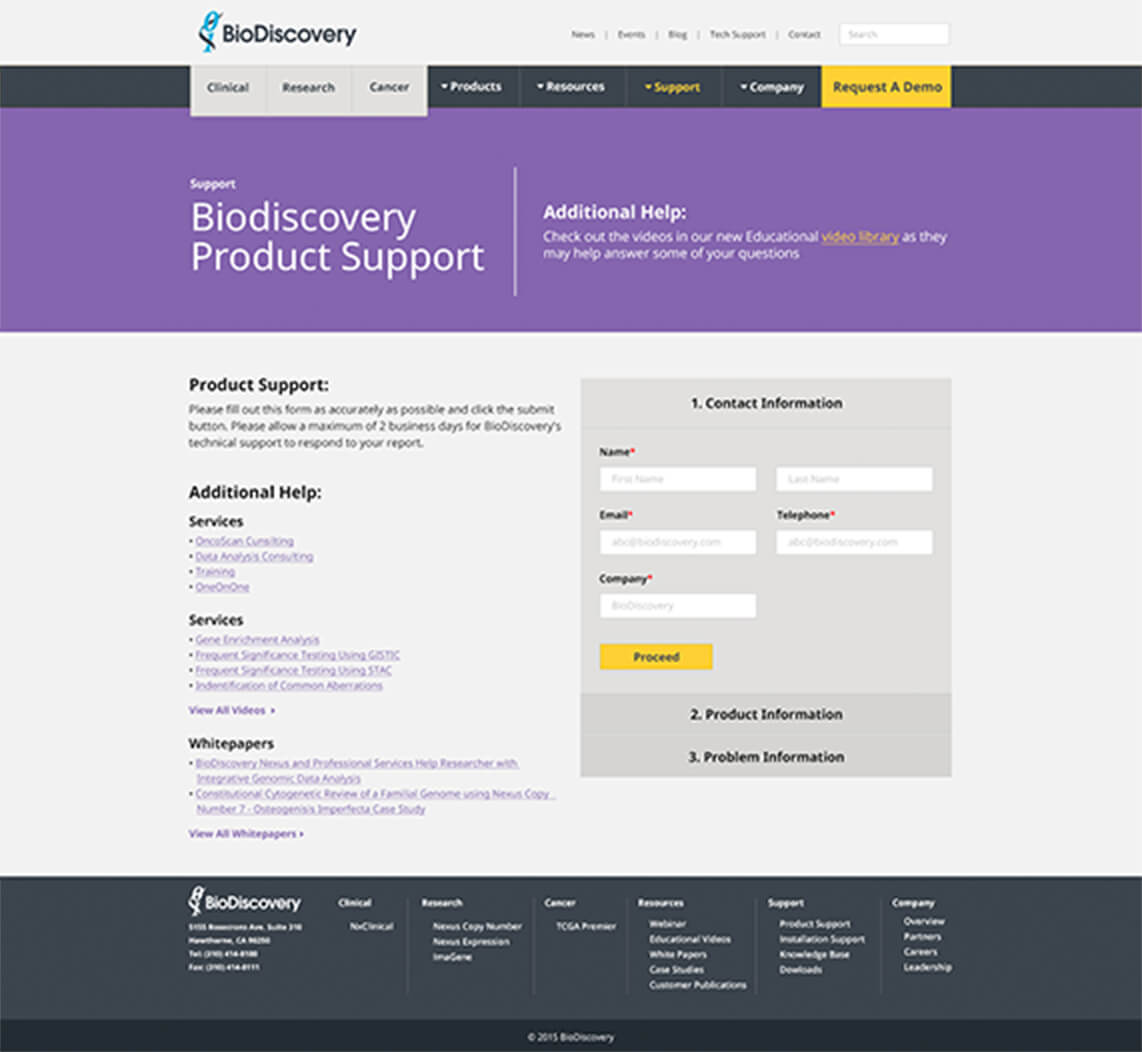 BioDiscovery
News | Events | Blog | Tech Support | Contact
Search
Clinical Research Cancer Products Resources Support Company Request A Demo
Support
Biodiscovery
Product Support
Additional Help:
Check out the videos in our new Educational video library as they
may help answer some of your questions
Product Support:
Please fill out this form as accurately as possible and click the submit
button. Please allow a maximum of 2 business days for BioDiscovery's
technical support to respond to your report.
Additional Help:
Services
• OncoScan Cunsilting
• Data Analysis Consulting
• Training
• OneOnOne
Services
• Gene Enrichment Analysis
• Frequent Significance Testing Using GISTIC
• Frequent Significance Testing Using STAC
• Indentification of Common Aberrations
View All Videos
Whitepapers
• BioDiscovery Nexus and Professional Services Help Researcher with
Integrative Genomic Data Analysis
• Constitutional Cytogenetic Review of a Familial Genome using Nexus Copy
Number 7 - Osteogenisis Imperfecta Case Study
View All Whitepapers
1. Contact Information
Name*
First Name Last Name
Email* Telephone*
abc@biodiscovery.com abc@biodiscovery.com
Company*
BioDiscovery
Proceed
2. Product Information
3. Problem Information
BioDiscovery
5155 Rosecrans Ave. Suite 310
Hawthorne, CA 90250
Tel: (310) 414-8100
Fax: (310) 414-8111
Clinical
NxClinical
Research
Nexus Copy Number
Nexus Expression
ImaGene
Cancer
TCGA Premier
Resources
Webinar
Educational Videos
White Papers
Case Studies
Customer Publications
Support
Product Support
Installation Support
Knowledge Base
Dowloads
Company
Overview
Partners
Careers
Leadership
© 2015 BioDiscovery